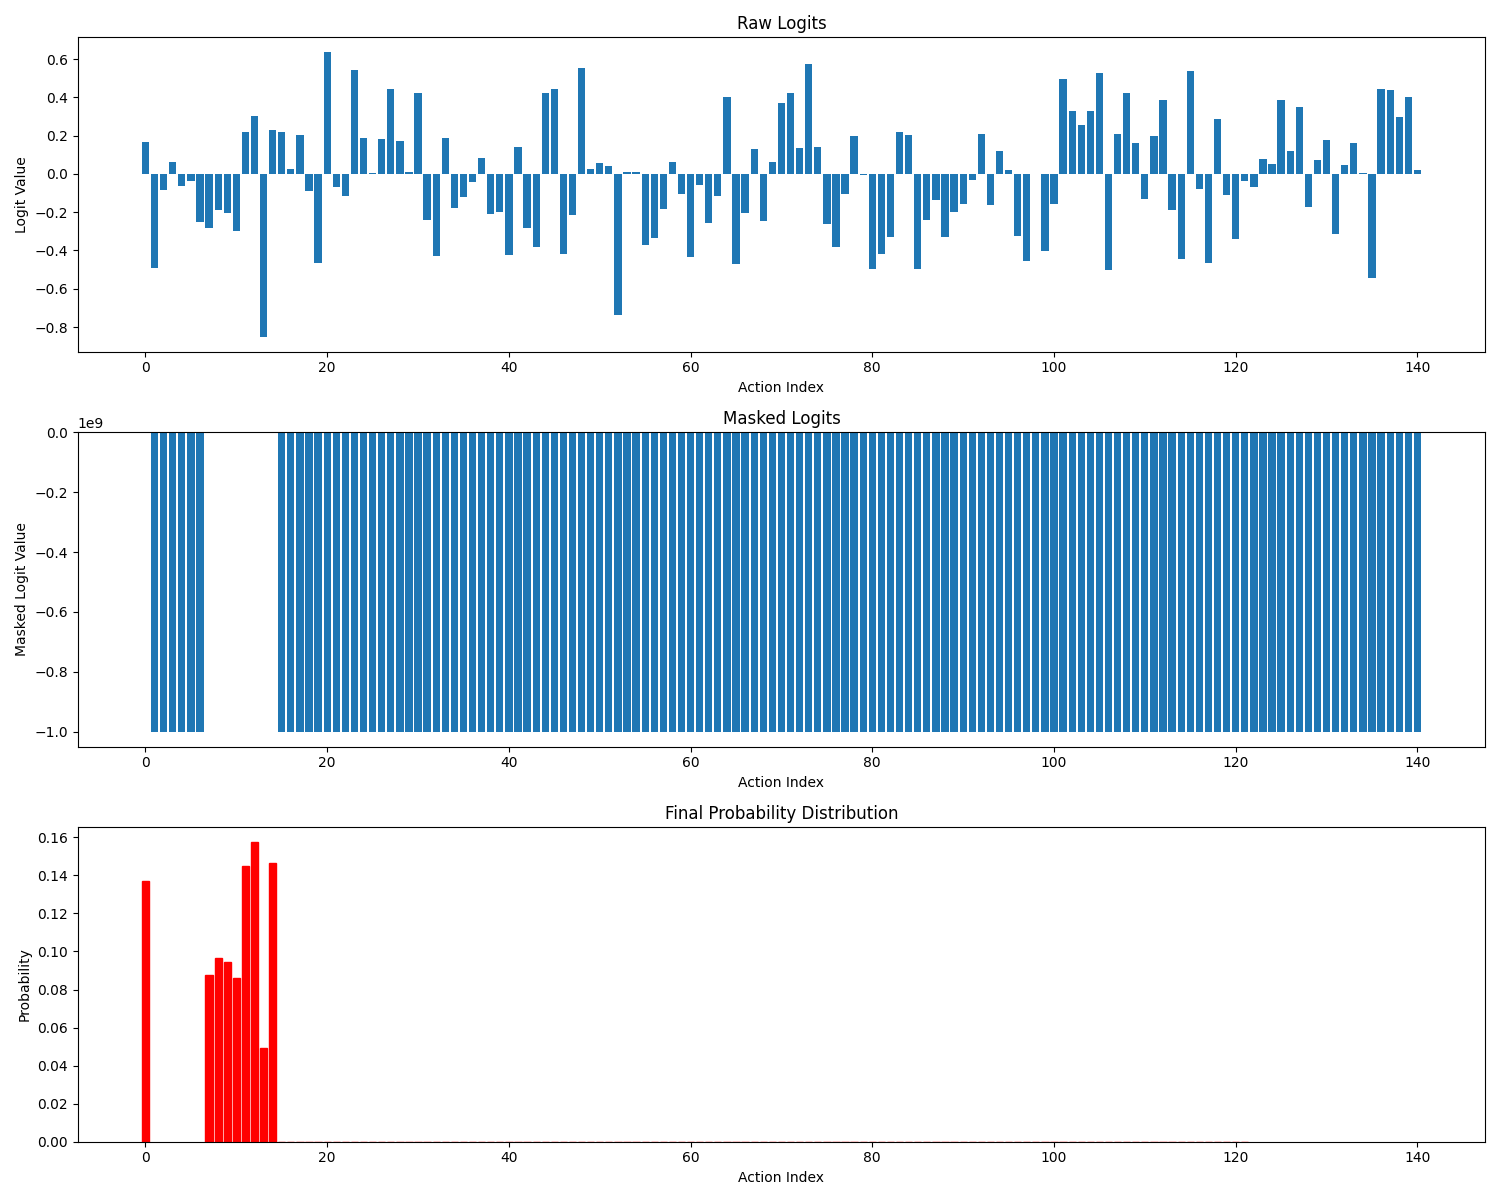 Raw Logits
0.6
0.4
0.2
0.0
−0.2
−0.4
−0.6
−0.8
Logit Value
0 20 40 60 80 100 120 140
Action Index
Masked Logits
1e9
0.0
−0.2
−0.4
−0.6
−0.8
−1.0
Masked Logit Value
0 20 40 60 80 100 120 140
Action Index
Final Probability Distribution
0.16
0.14
0.12
0.10
0.08
0.06
0.04
0.02
0.00
Probability
0 20 40 60 80 100 120 140
Action Index